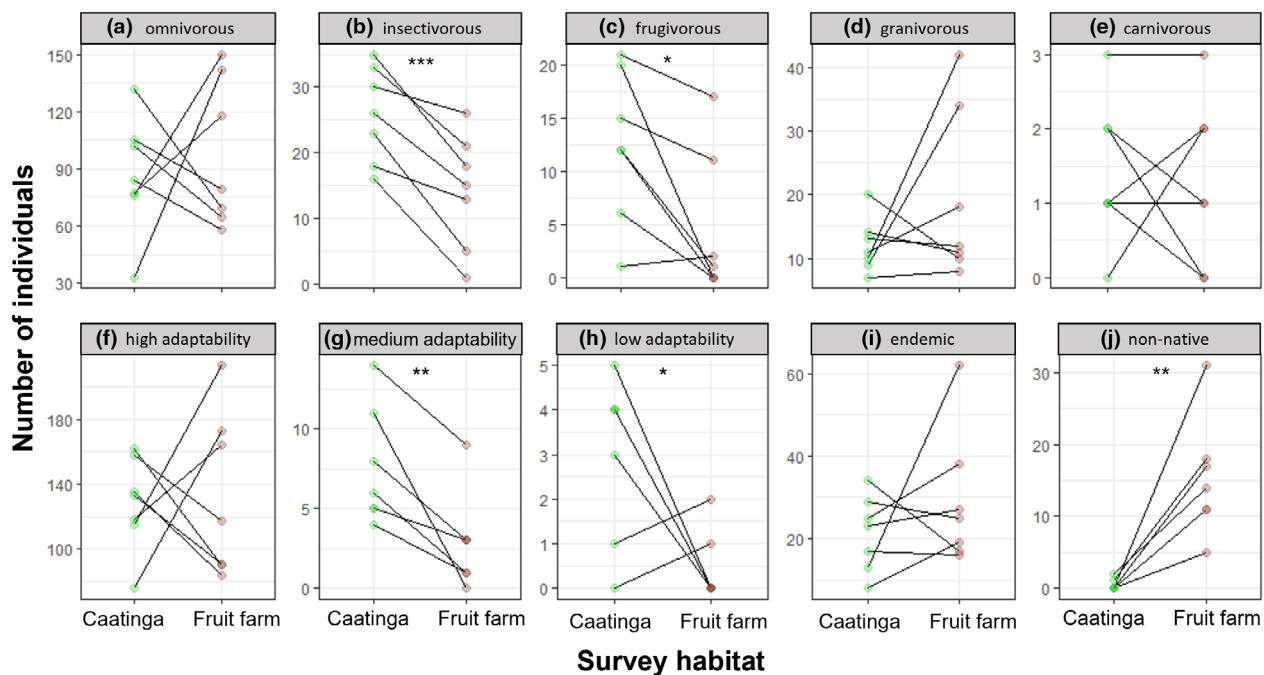 (a) omnivorous
(b) insectivorous
(c) frugivorous
(d) granivorous
(e) carnivorous
150
120
90
60
30
***
30
20
10
0
*
20
15
10
5
0
40
30
20
10
3
2
1
0
Number of individuals
(f) high adaptability
(g) medium adaptability
(h) low adaptability
(i) endemic
(j) non-native
180
140
100
**
10
5
0
*
5
4
3
2
1
0
60
40
20
**
30
20
10
0
Caatinga Fruit farm
Caatinga Fruit farm
Caatinga Fruit farm
Caatinga Fruit farm
Caatinga Fruit farm
Survey habitat